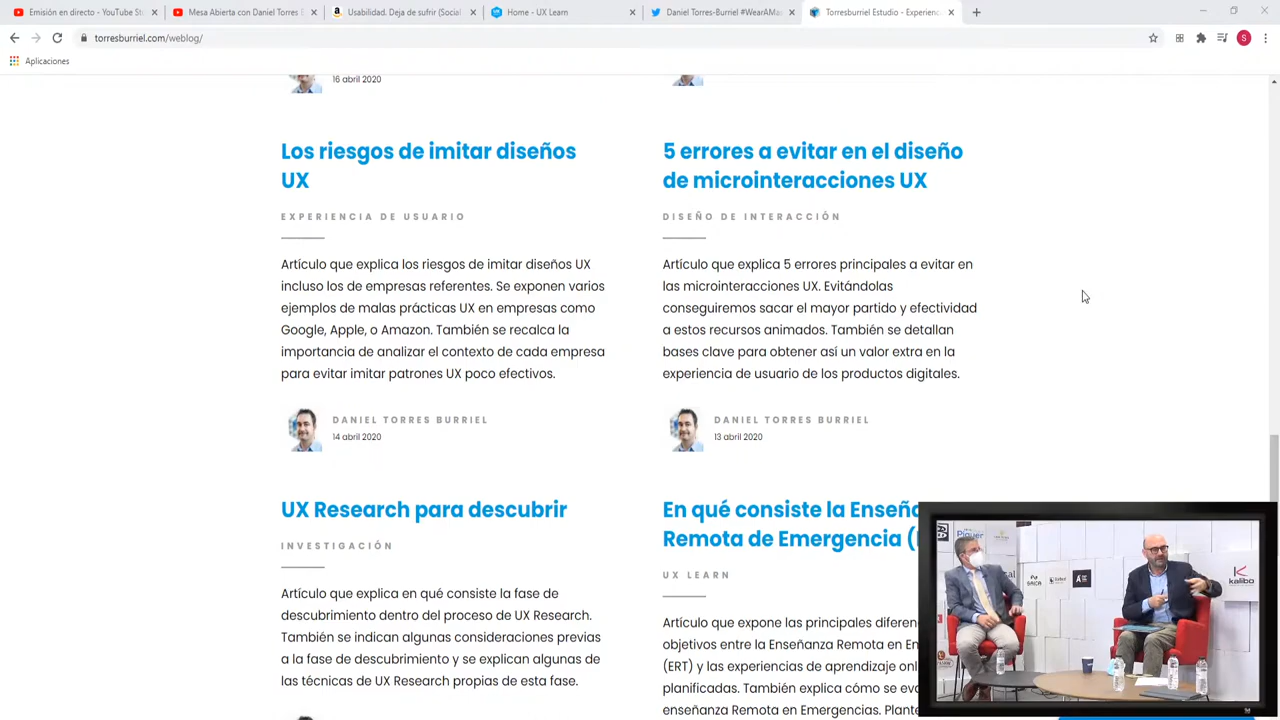 Emisión en directo - YouTube St
Mesa Abierta con Daniel Torres B
Usabilidad. Deja de sufrir (Social
Home - UX Learn
Daniel Torres-Burriel #WearAMa
Torresburriel Estudio - Experienc
torresburriel.com/weblog/
S
Aplicaciones
16 abril 2020
Los riesgos de imitar diseños
UX
EXPERIENCIA DE USUARIO
Artículo que explica los riesgos de imitar diseños UX
incluso los de empresas referentes. Se exponen varios
ejemplos de malas prácticas UX en empresas como
Google, Apple, o Amazon. También se recalca la
importancia de analizar el contexto de cada empresa
para evitar imitar patrones UX poco efectivos.
DANIEL TORRES BURRIEL
14 abril 2020
5 errores a evitar en el diseño
de microinteracciones UX
DISEÑO DE INTERACCIÓN
Artículo que explica 5 errores principales a evitar en
las microinteracciones UX. Evitándolas
conseguiremos sacar el mayor partido y efectividad
a estos recursos animados. También se detallan
bases clave para obtener así un valor extra en la
experiencia de usuario de los productos digitales.
DANIEL TORRES BURRIEL
13 abril 2020
UX Research para descubrir
INVESTIGACIÓN
Artículo que explica en qué consiste la fase de
descubrimiento dentro del proceso de UX Research.
También se indican algunas consideraciones previas
a la fase de descubrimiento y se explican algunas de
las técnicas de UX Research propias de esta fase.
En qué consiste la Enseña
Remota de Emergencia (
UX LEARN
Artículo que expone las principales diferen
objetivos entre la Enseñanza Remota en En
(ERT) y las experiencias de aprendizaje onl
planificadas. También explica cómo se eva
enseñanza Remota en Emergencias. Plante
Piquer
SAICA
kalibo